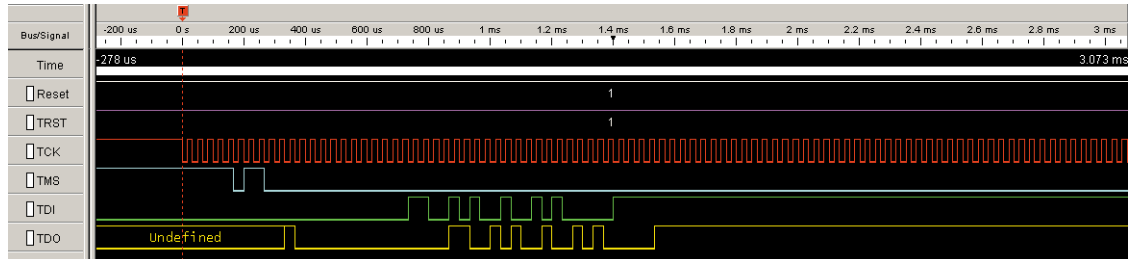 T
Bus/Signal -200 us 0 s 200 us 400 us 600 us 800 us 1 ms 1.2 ms 1.4 ms 1.6 ms 1.8 ms 2 ms 2.2 ms 2.4 ms 2.6 ms 2.8 ms 3 ms
Time -278 us 3.073 ms
Reset 1
TRST 1
TCK
TMS
TDI
TDO Undefined